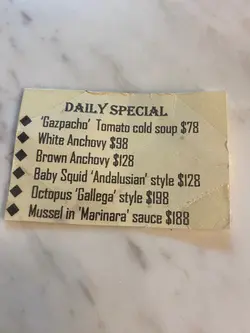 DAILY SPECIAL
◆ 'Gazpacho' Tomato cold soup $78
◆ White Anchovy $98
◆ Brown Anchovy $128
◆ Baby Squid 'Andalusian' style $128
◆ Octopus 'Gallega' style $198
◆ Mussel in 'Marinara' sauce $188